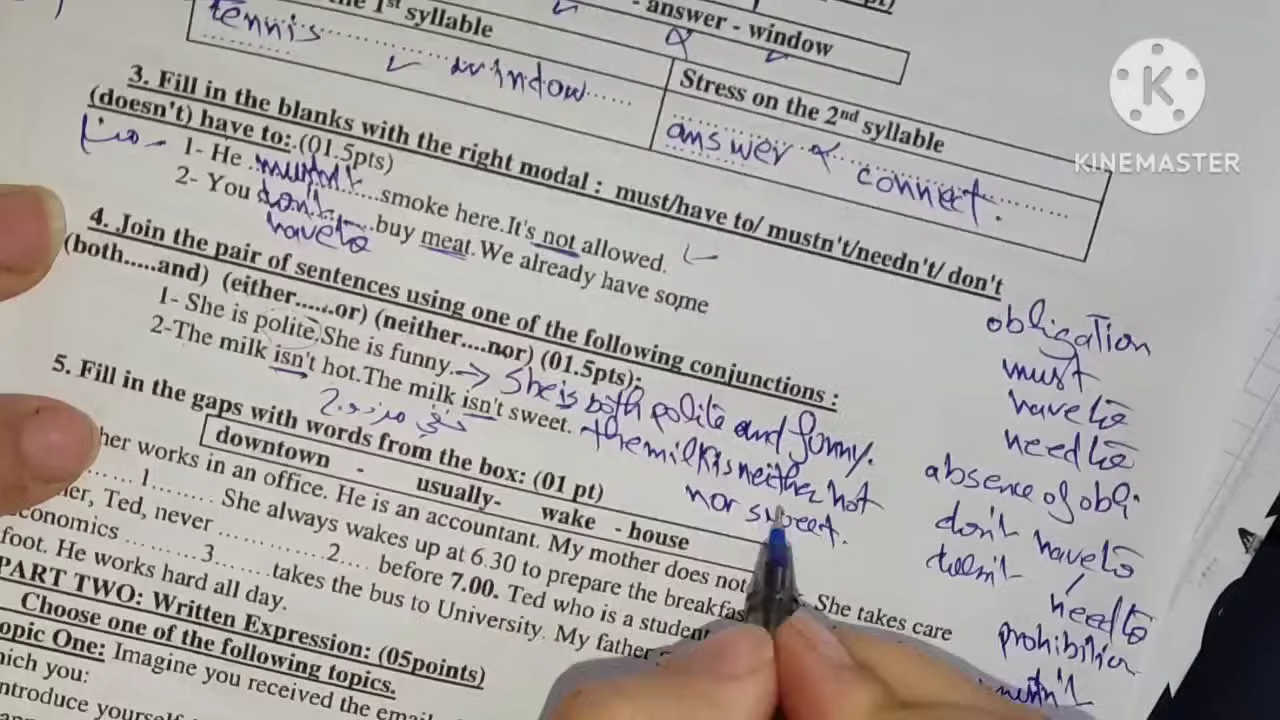 - answer - window
the 1st syllable
tennis
window
Stress on the 2nd syllable
answer
connect.
KINEMASTER
3. Fill in the blanks with the right modal : must/have to/ mustn't/needn't/ don't
(doesn't) have to:.(01.5pts)
منع
1- He mustn't smoke here.It's not allowed.
2- You don't have to buy meat.We already have some
4. Join the pair of sentences using one of the following conjunctions :
(both.....and) (either......or) (neither....nor) (01.5pts):
1- She is polite.She is funny. → She is both polite and funny.
2-The milk isn't hot.The milk isn't sweet. the milk is neither hot
nor sweet.
5. Fill in the gaps with words from the box: (01 pt)
downtown - usually- wake - house
her works in an office. He is an accountant. My mother does not
1........ She always wakes up at 6.30 to prepare the breakfas
her, Ted, never ............2.... before 7.00. Ted who is a student
conomics ............3......takes the bus to University. My father
foot. He works hard all day.
She takes care
PART TWO: Written Expression: (05points)
Choose one of the following topics.
opic One: Imagine you received the email
hich you:
ntroduce yourself
obligation
must
have to
need to
absence of obli
don't have to
need to
prohibition
mustn't